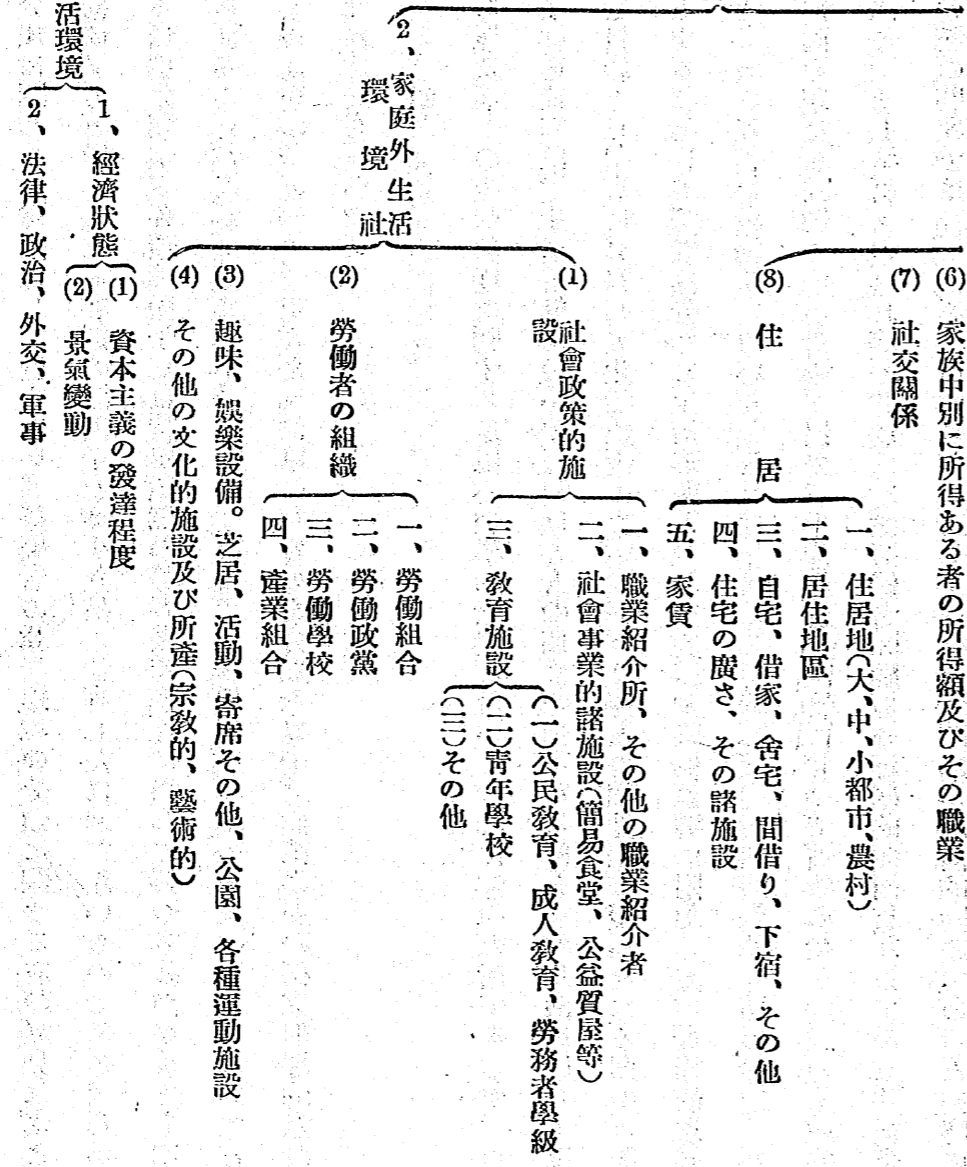 (6) 家族中別に所得ある者の所得額及びその職業
(7) 社交關係
(8) 住居
一、住居地(大、中、小都市、農村)
二、居住地區
三、自宅、借家、舍宅、間借り、下宿、その他
四、住宅の廣さ、その諸施設
五、家賃
2、家庭外生活
環境社
(1) 社會政策的施
設
一、職業紹介所、その他の職業紹介者
二、社會事業的諸施設(簡易食堂、公益質屋等)
三、敎育施設
(一)公民敎育、成人敎育、勞務者學級
(二)靑年學校
(三)その他
(2) 勞働者の組織
一、勞働組合
二、勞働政黨
三、勞働學校
四、產業組合
(3) 趣味、娛樂設備。芝居、活動、寄席その他、公園、各種運動施設
(4) その他の文化的施設及び所產(宗敎的、藝術的)
活環境
1、經濟狀態
(1) 資本主義の發達程度
(2) 景氣變動
2、法律、政治、外交、軍事